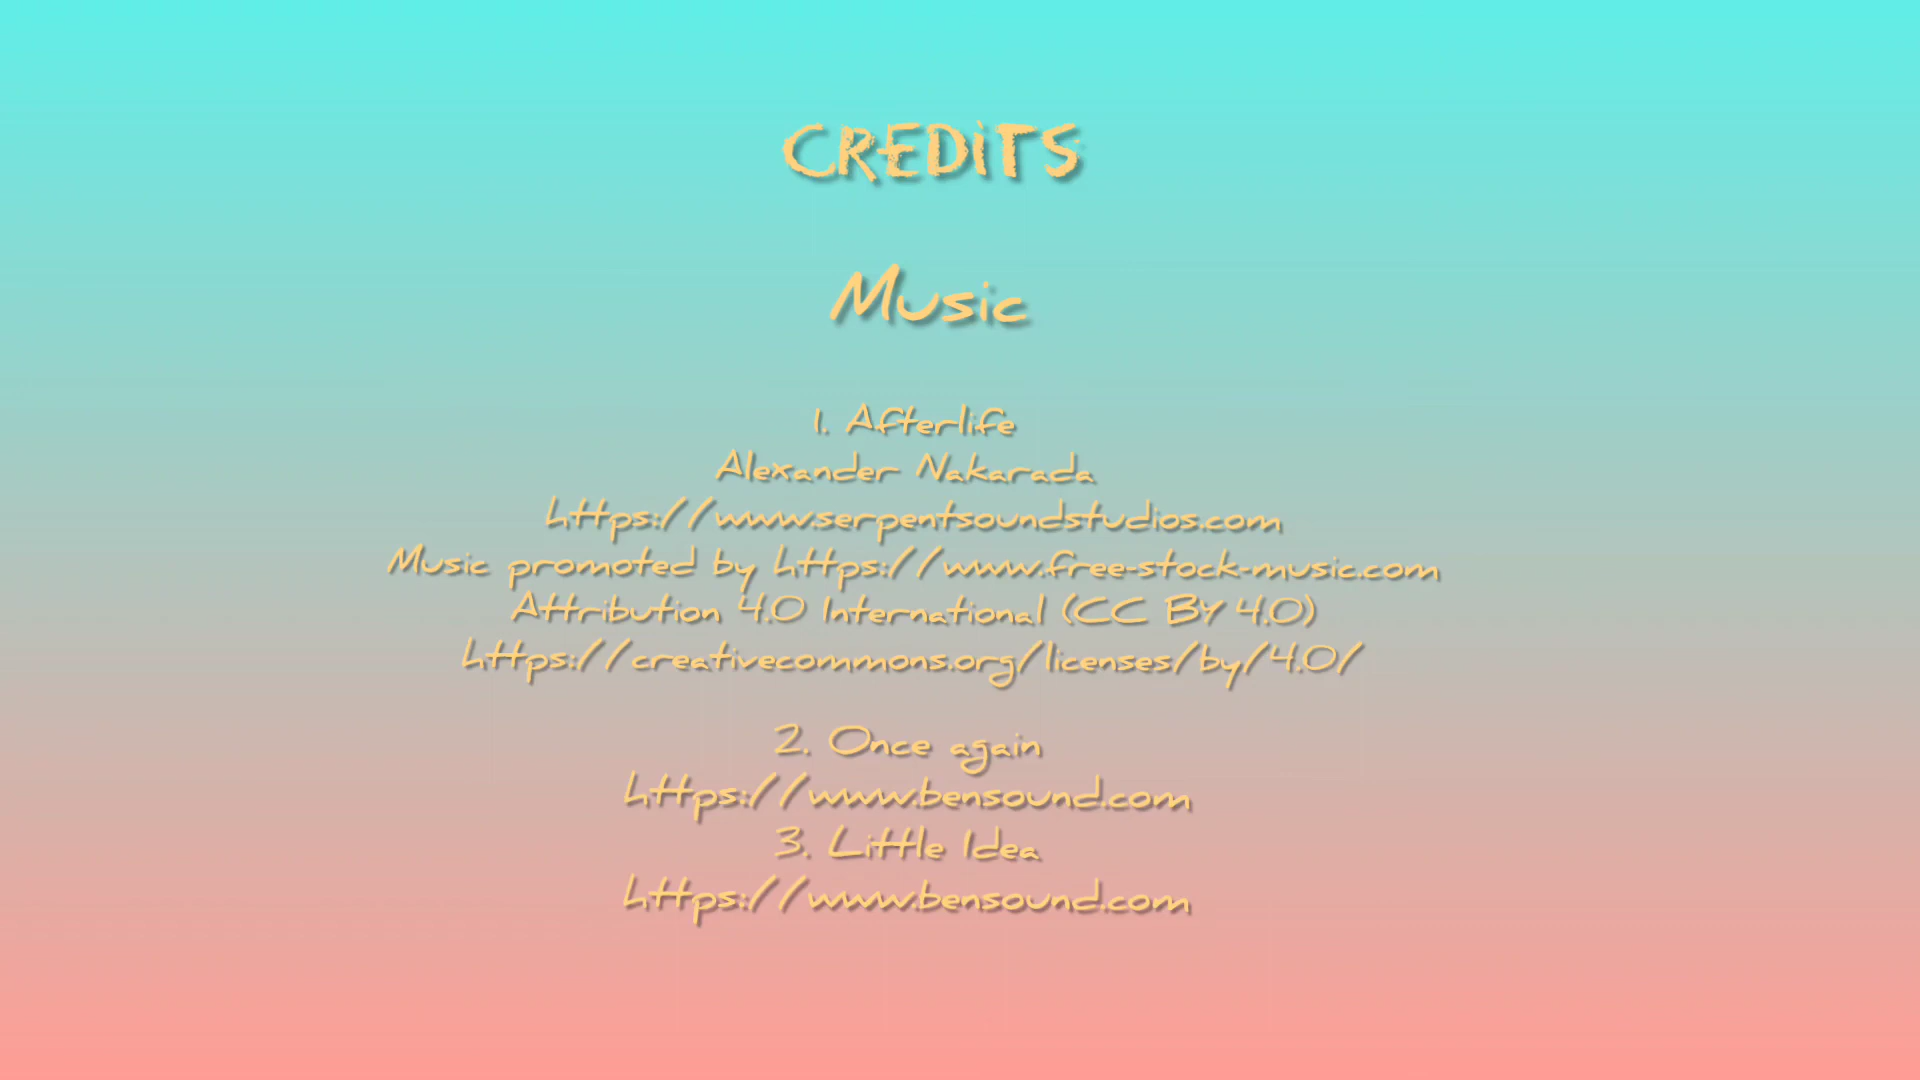 CREDiTS
Music
1. Afterlife
Alexander Nakarada
https://www.serpentsoundstudios.com
Music promoted by https://www.free-stock-music.com
Attribution 4.0 International (CC BY 4.0)
https://creativecommons.org/licenses/by/4.0/
2. Once again
https://www.bensound.com
3. Little Idea
https://www.bensound.com